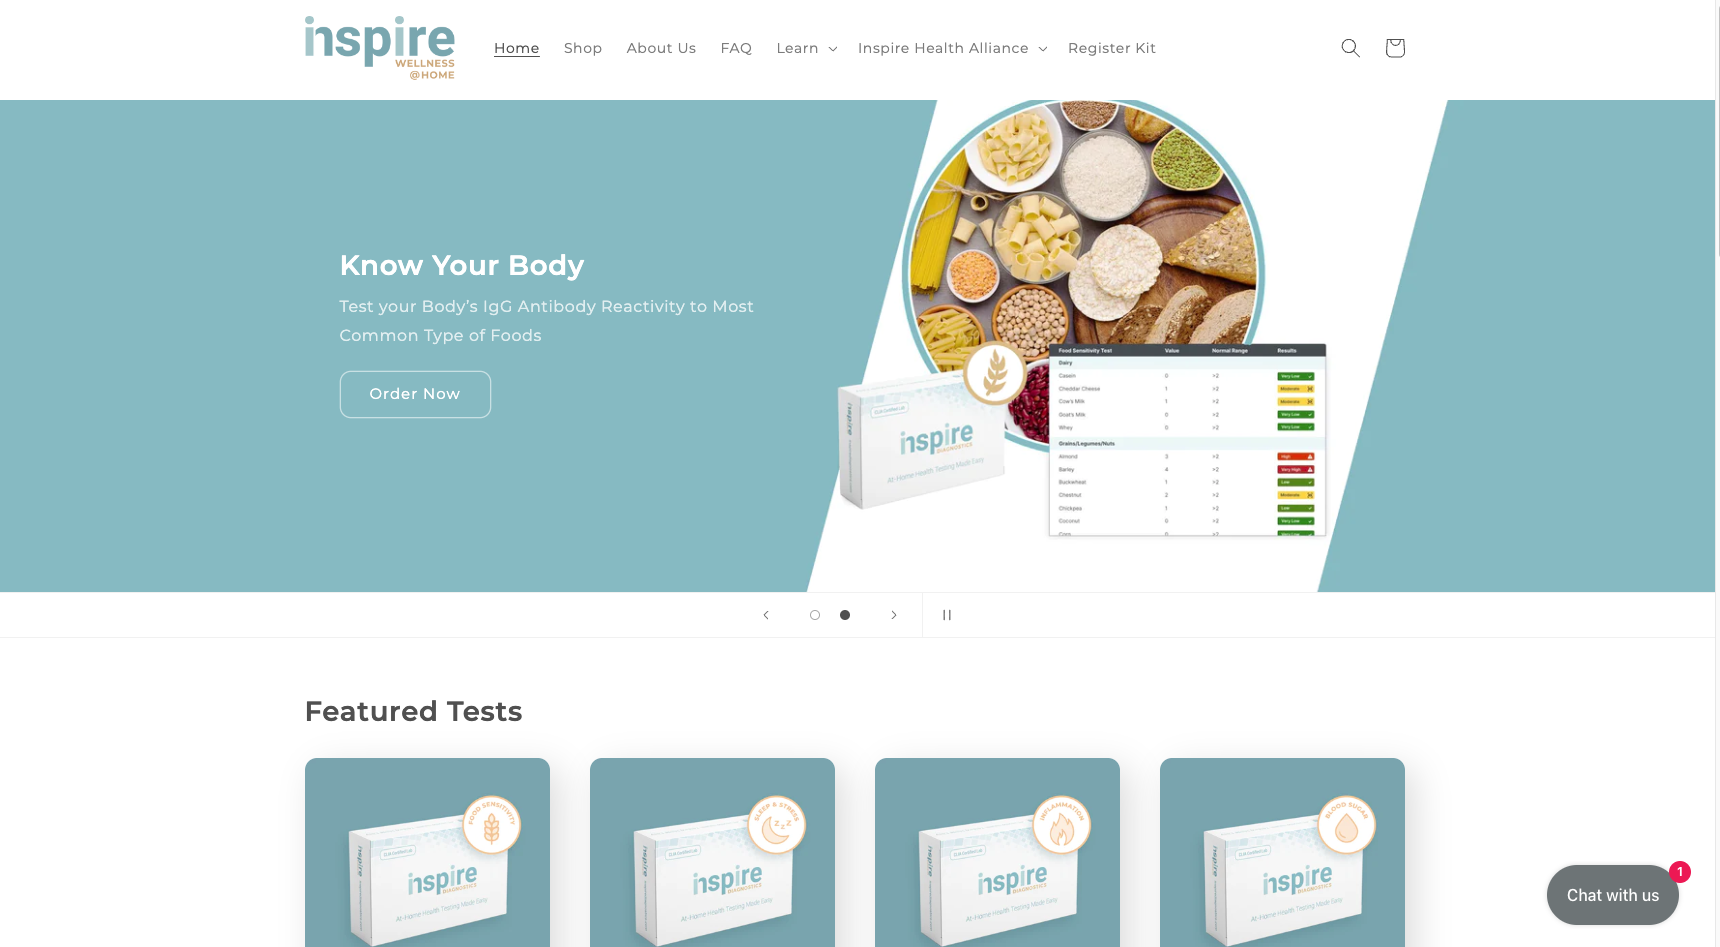 inspire
WELLNESS
@HOME
Home
Shop
About Us
FAQ
Learn
Inspire Health Alliance
Register Kit
Know Your Body
Test your Body's IgG Antibody Reactivity to Most
Common Type of Foods
Order Now
inspire
DIAGNOSTICS
At-Home Health Testing Made Easy
Food Sensitivity Test Value Normal Range Results
Dairy
Casein 0 >2 Very Low
Cheddar Cheese 1 >2 Moderate
Cow's Milk 1 >2 Moderate
Goat's Milk 0 >2 Very Low
Whey 0 >2 Very Low
Grains/Legumes/Nuts
Almond 3 >2 High
Barley 4 >2 Very High
Buckwheat 1 >2 Low
Chestnut 2 >2 Moderate
Chickpea 1 >2 Low
Coconut 0 >2 Very Low
Corn 0 >2 Very Low
Featured Tests
FOOD SENSITIVITY
inspire
DIAGNOSTICS
At-Home Health Testing Made Easy
SLEEP & STRESS
zzz
inspire
DIAGNOSTICS
At-Home Health Testing Made Easy
INFLAMMATION
inspire
DIAGNOSTICS
At-Home Health Testing Made Easy
BLOOD SUGAR
inspire
DIAGNOSTICS
At-Home Health Testing Made Easy
1
Chat with us